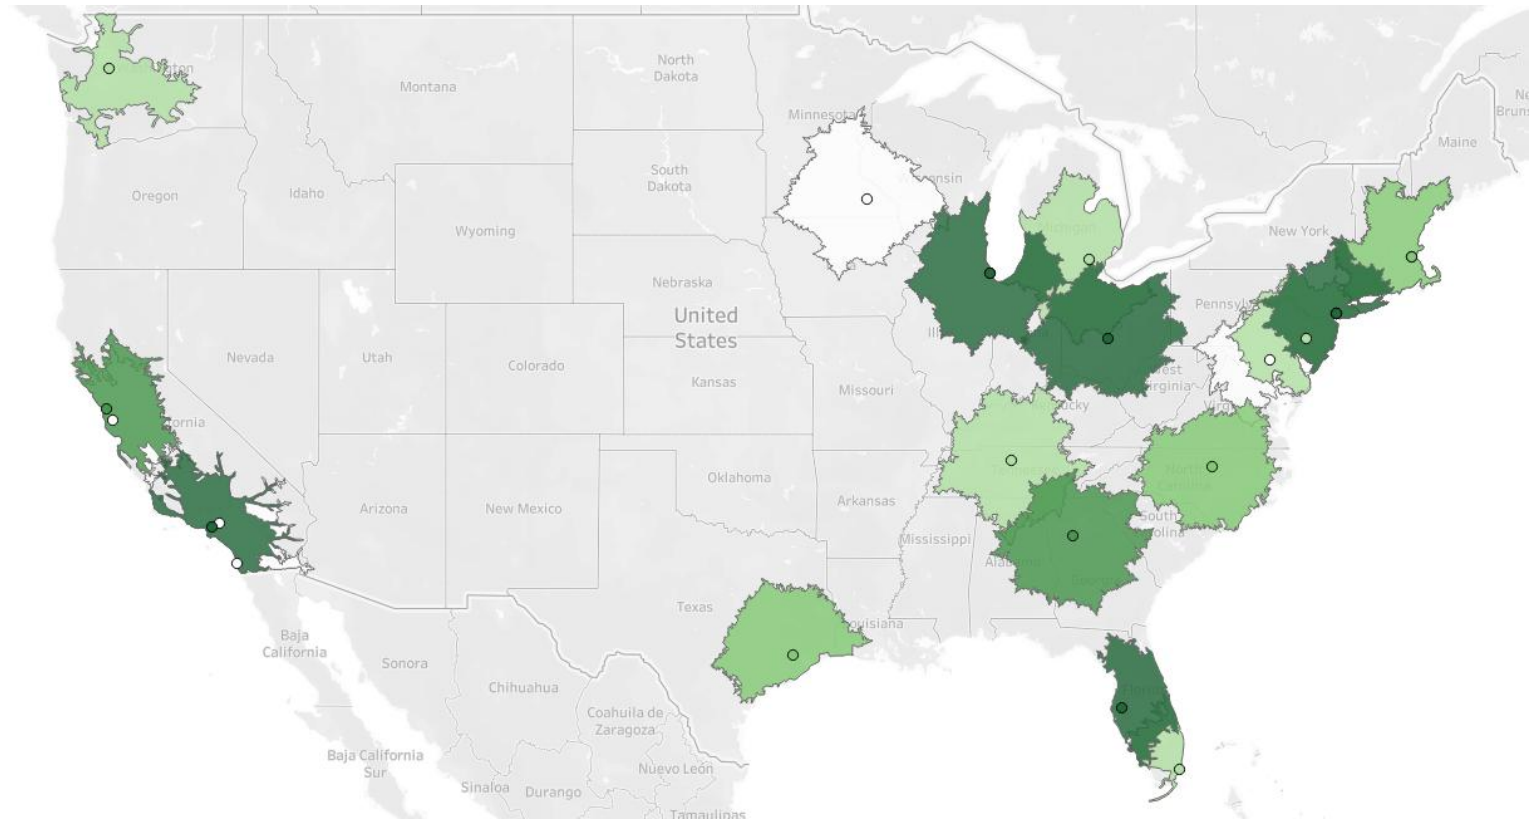 North
Dakota
Montana
Minnesota
Maine
South
Dakota
Oregon
Idaho
Wyoming
New York
Nebraska
United
States
Nevada
Utah
Colorado
Kansas
Missouri
Oklahoma
Arkansas
Arizona
New Mexico
South
Mississippi
Texas
Baja
California
Sonora
Chihuahua
Coahuila de
Zaragoza
Baja California
Sur
Nuevo León
Sinaloa
Durango
Tamaulipas